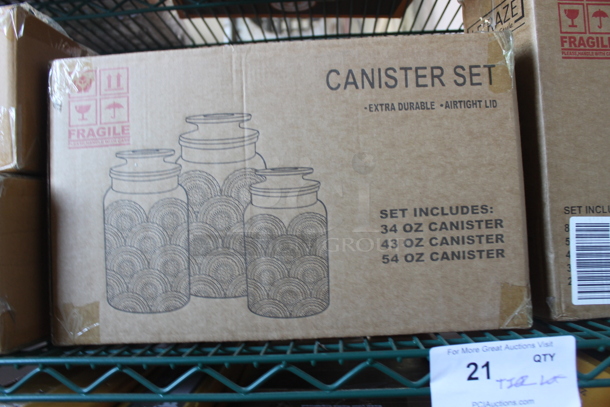 CANISTER SET
• EXTRA DURABLE • AIRTIGHT LID
FRAGILE
SET INCLUDES:
34 OZ CANISTER
43 OZ CANISTER
54 OZ CANISTER
FRAGILE
SET INCLU
For More Great Auctions Visit
21
QTY
PCIAuctions.com